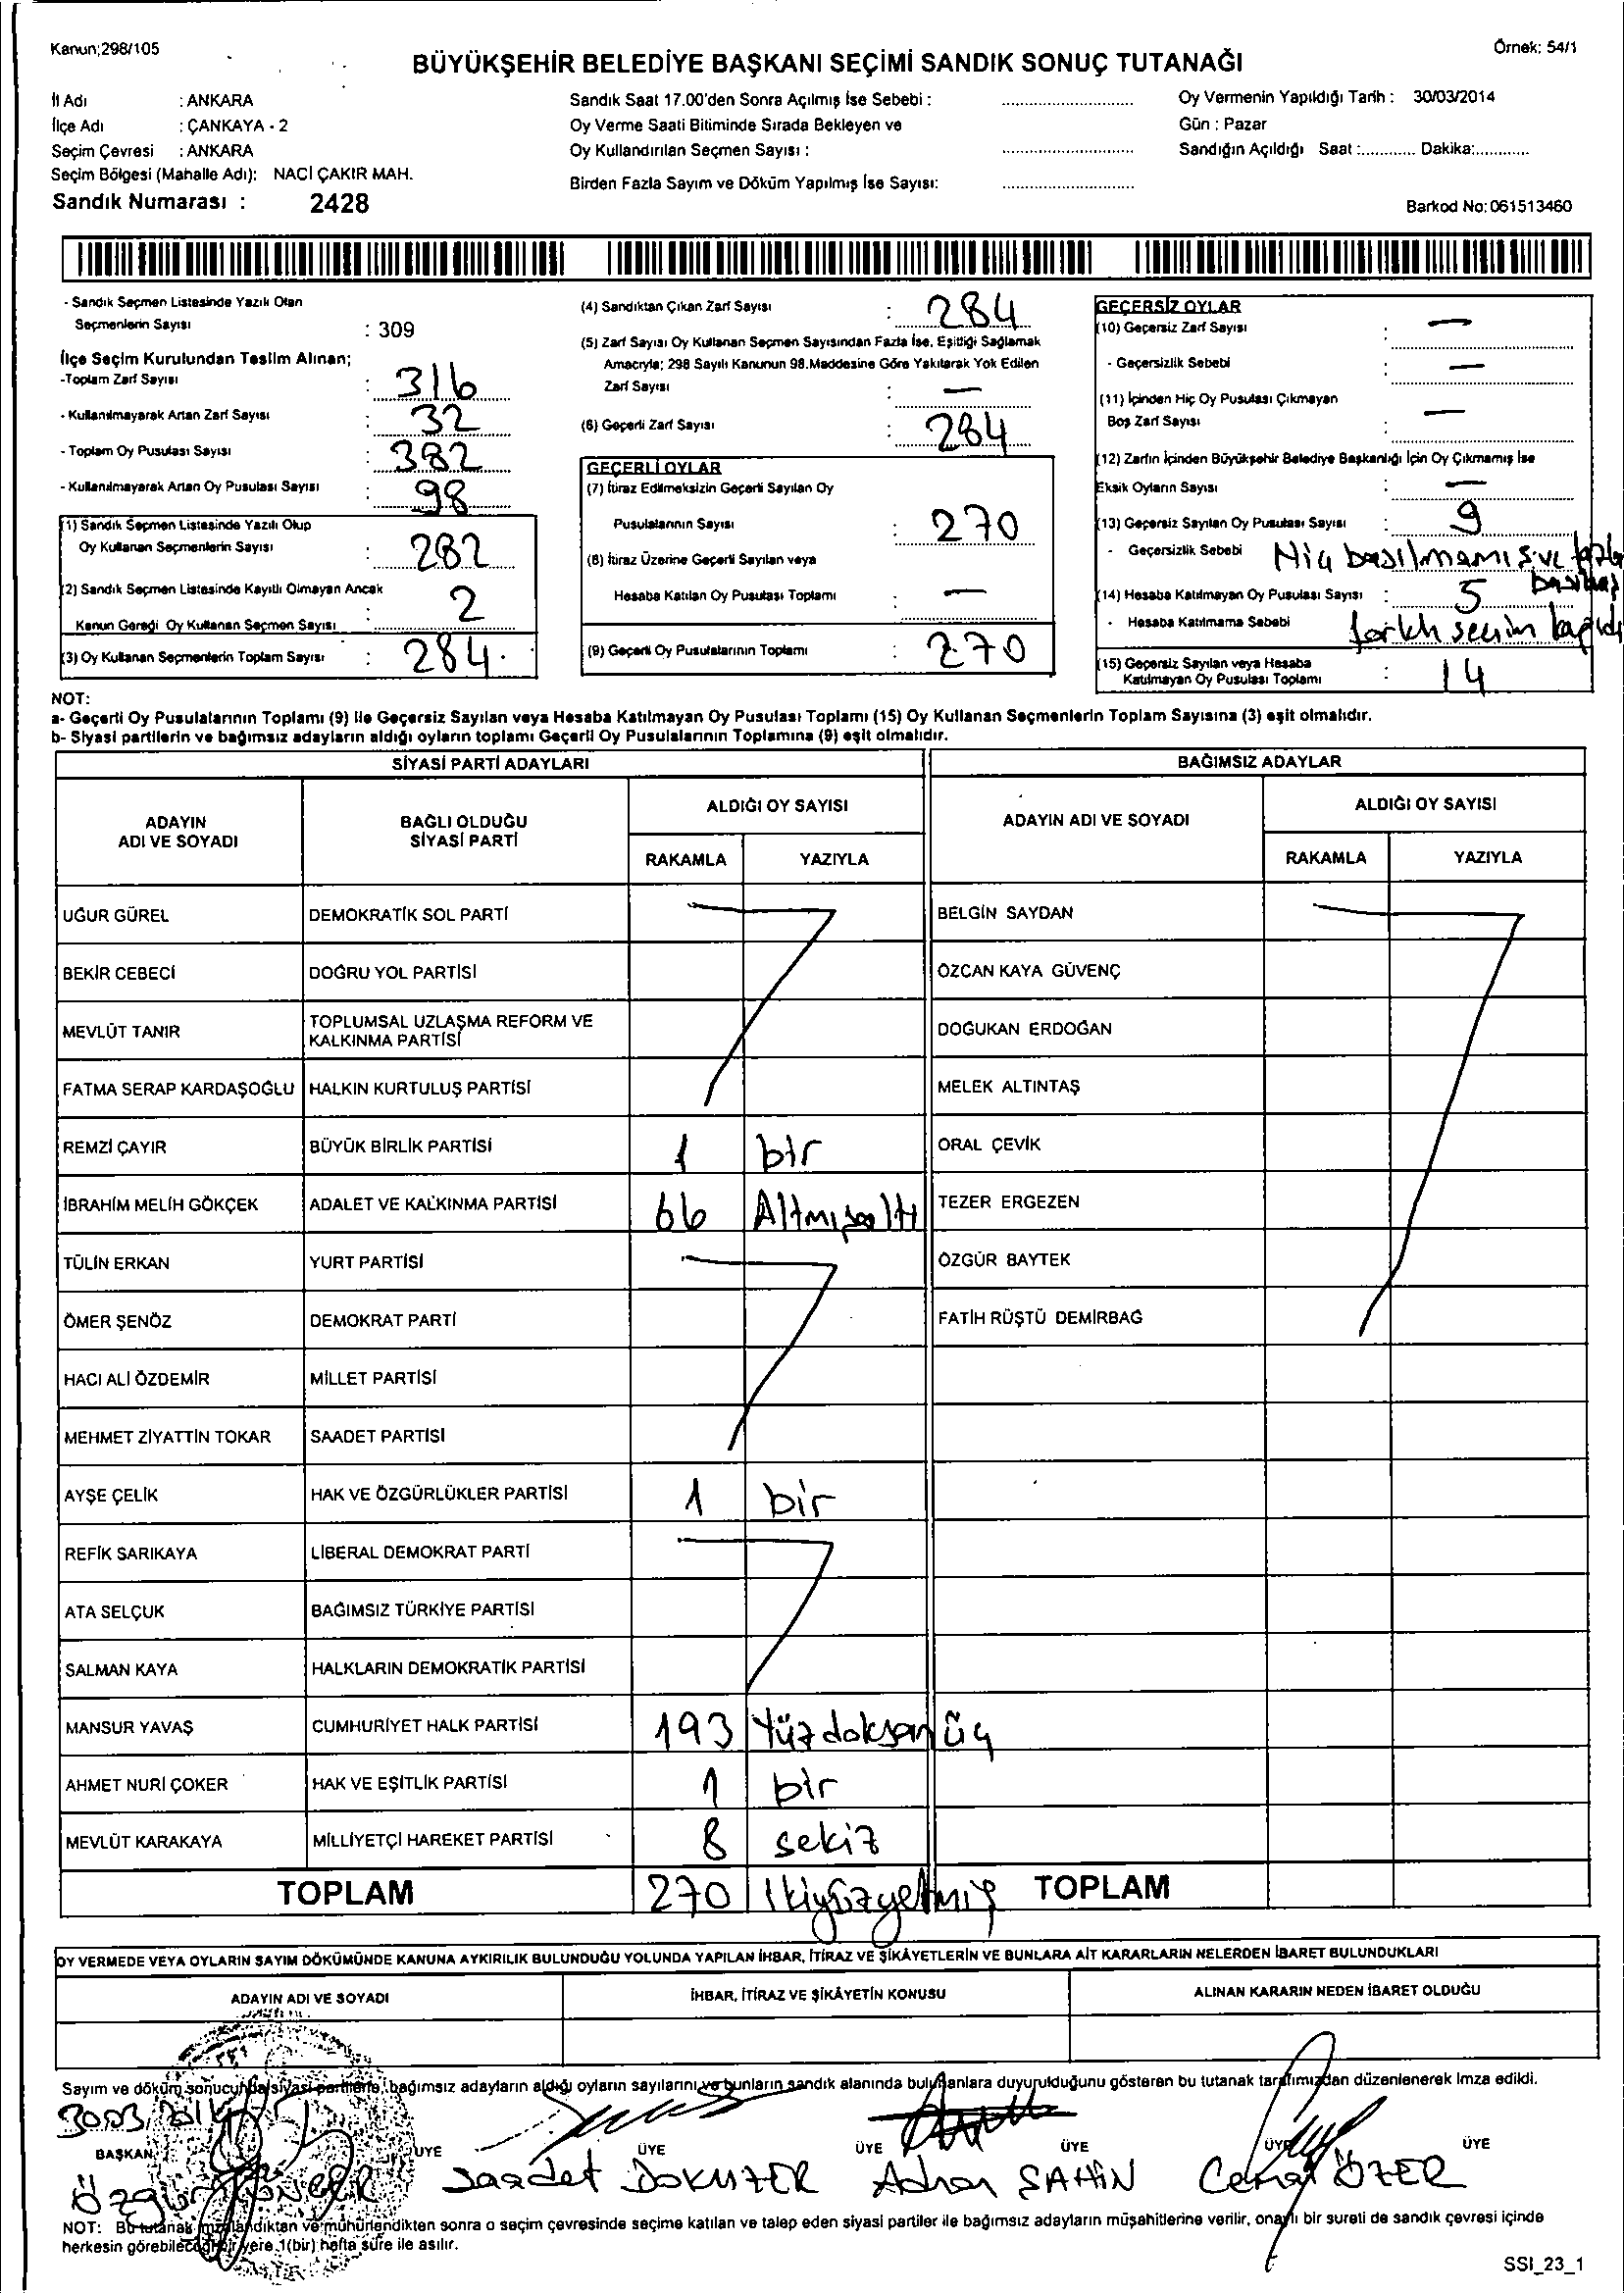 Kanun;298/105
Örnek: 54/1
BÜYÜKŞEHİR BELEDİYE BAŞKANI SEÇİMİ SANDIK SONUÇ TUTANAĞI
İl Adı : ANKARA
İlçe Adı : ÇANKAYA - 2
Seçim Çevresi : ANKARA
Seçim Bölgesi (Mahalle Adı): NACİ ÇAKIR MAH.
Sandık Numarası : 2428
Sandık Saat 17.00'den Sonra Açılmış İse Sebebi :
Oy Verme Saati Bitiminde Sırada Bekleyen ve
Oy Kullandırılan Seçmen Sayısı :
Birden Fazla Sayım ve Döküm Yapılmış İse Sayısı:
Oy Vermenin Yapıldığı Tarih : 30/03/2014
Gün : Pazar
Sandığın Açıldığı Saat :............ Dakika:............
Barkod No: 061513460
- Sandık Seçmen Listesinde Yazılı Olan
Seçmenlerin Sayısı : 309
İlçe Seçim Kurulundan Teslim Alınan;
-Toplam Zarf Sayısı : 316
- Kullanılmayarak Artan Zarf Sayısı : 32
- Toplam Oy Pusulası Sayısı : 382
- Kullanılmayarak Artan Oy Pusulası Sayısı : 98
(1) Sandık Seçmen Listesinde Yazılı Olup
Oy Kullanan Seçmenlerin Sayısı : 282
(2) Sandık Seçmen Listesinde Kayıtlı Olmayan Ancak
Kanun Gereği Oy Kullanan Seçmen Sayısı : 2
(3) Oy Kullanan Seçmenlerin Toplam Sayısı : 284
(4) Sandıktan Çıkan Zarf Sayısı : 284
(5) Zarf Sayısı Oy Kullanan Seçmen Sayısından Fazla İse, Eşitliği Sağlamak
Amacıyla; 298 Sayılı Kanunun 98.Maddesine Göre Yakılarak Yok Edilen
Zarf Sayısı : —
(6) Geçerli Zarf Sayısı : 284
GEÇERLİ OYLAR
(7) İtiraz Edilmeksizin Geçerli Sayılan Oy
Pusulalarının Sayısı : 270
(8) İtiraz Üzerine Geçerli Sayılan veya
Hesaba Katılan Oy Pusulası Toplamı : —
(9) Geçerli Oy Pusulalarının Toplamı : 270
GEÇERSİZ OYLAR
(10) Geçersiz Zarf Sayısı : —
- Geçersizlik Sebebi : —
(11) İçinden Hiç Oy Pusulası Çıkmayan
Boş Zarf Sayısı : —
(12) Zarfın İçinden Büyükşehir Belediye Başkanlığı İçin Oy Çıkmamış İse
Eksik Oyların Sayısı : —
(13) Geçersiz Sayılan Oy Pusulası Sayısı : 9
- Geçersizlik Sebebi Hiç basılmamış ve fazla
basılmış
(14) Hesaba Katılmayan Oy Pusulası Sayısı : 5
- Hesaba Katılmama Sebebi farklı seçim kağıdı
(15) Geçersiz Sayılan veya Hesaba
Katılmayan Oy Pusulası Toplamı : 14
NOT:
a- Geçerli Oy Pusulalarının Toplamı (9) ile Geçersiz Sayılan veya Hesaba Katılmayan Oy Pusulası Toplamı (15) Oy Kullanan Seçmenlerin Toplam Sayısına (3) eşit olmalıdır.
b- Siyasi partilerin ve bağımsız adayların aldığı oyların toplamı Geçerli Oy Pusulalarının Toplamına (9) eşit olmalıdır.
SİYASİ PARTİ ADAYLARI
BAĞIMSIZ ADAYLAR
ADAYIN
ADI VE SOYADI
BAĞLI OLDUĞU
SİYASİ PARTİ
ALDIĞI OY SAYISI
RAKAMLA YAZIYLA
ADAYIN ADI VE SOYADI
ALDIĞI OY SAYISI
RAKAMLA YAZIYLA
UĞUR GÜREL DEMOKRATİK SOL PARTİ BELGİN SAYDAN
BEKİR CEBECİ DOĞRU YOL PARTİSİ ÖZCAN KAYA GÜVENÇ
MEVLÜT TANIR TOPLUMSAL UZLAŞMA REFORM VE
KALKINMA PARTİSİ DOĞUKAN ERDOĞAN
FATMA SERAP KARDAŞOĞLU HALKIN KURTULUŞ PARTİSİ MELEK ALTINTAŞ
REMZİ ÇAYIR BÜYÜK BİRLİK PARTİSİ 1 bir ORAL ÇEVİK
İBRAHİM MELİH GÖKÇEK ADALET VE KALKINMA PARTİSİ 66 Altmışaltı TEZER ERGEZEN
TÜLİN ERKAN YURT PARTİSİ ÖZGÜR BAYTEK
ÖMER ŞENÖZ DEMOKRAT PARTİ FATİH RÜŞTÜ DEMİRBAĞ
HACI ALİ ÖZDEMİR MİLLET PARTİSİ
MEHMET ZİYATTİN TOKAR SAADET PARTİSİ
AYŞE ÇELİK HAK VE ÖZGÜRLÜKLER PARTİSİ 1 bir
REFİK SARIKAYA LİBERAL DEMOKRAT PARTİ
ATA SELÇUK BAĞIMSIZ TÜRKİYE PARTİSİ
SALMAN KAYA HALKLARIN DEMOKRATİK PARTİSİ
MANSUR YAVAŞ CUMHURİYET HALK PARTİSİ 193 Yüzdoksan üç
AHMET NURİ ÇOKER HAK VE EŞİTLİK PARTİSİ 1 bir
MEVLÜT KARAKAYA MİLLİYETÇİ HAREKET PARTİSİ 8 sekiz
TOPLAM 270 İkiyüzyetmiş TOPLAM
OY VERMEDE VEYA OYLARIN SAYIM DÖKÜMÜNDE KANUNA AYKIRILIK BULUNDUĞU YOLUNDA YAPILAN İHBAR, İTİRAZ VE ŞİKÂYETLERİN VE BUNLARA AİT KARARLARIN NELERDEN İBARET BULUNDUKLARI
ADAYIN ADI VE SOYADI İHBAR, İTİRAZ VE ŞİKÂYETİN KONUSU ALINAN KARARIN NEDEN İBARET OLDUĞU
Sayım ve döküm sonucunda siyasi partilerle, bağımsız adayların aldığı oyların sayılarını ve bunların sandık alanında bulunanlara duyurulduğunu gösteren bu tutanak tarafımızdan düzenlenerek imza edildi.
30.03.2014
BAŞKAN ÜYE ÜYE ÜYE ÜYE ÜYE ÜYE
Özgür Saadet DOKUZER Adnan ŞAHİN Cemal ÖZER
NOT: Bu tutanak imzalandıktan ve mühürlendikten sonra o seçim çevresinde seçime katılan ve talep eden siyasi partiler ile bağımsız adayların müşahitlerine verilir, onaylı bir sureti de sandık çevresi içinde
herkesin görebileceği bir yere 1(bir) hafta süre ile asılır.
SSI_23_1